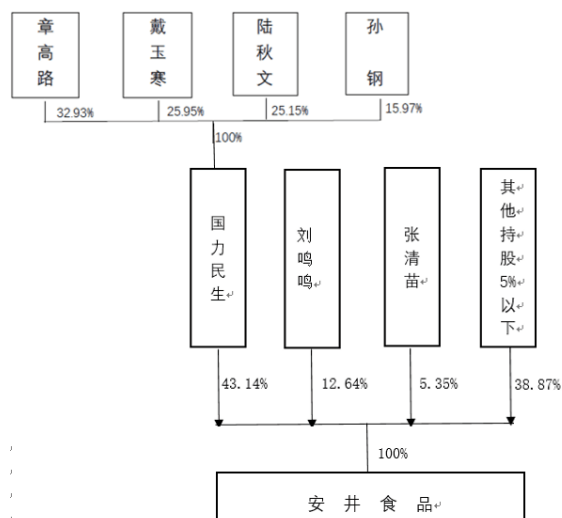 章高路 戴玉寒 陆秋文 孙钢
32.93% 25.95% 25.15% 15.97%
100%
国力民生 刘鸣鸣 张清苗 其他持股5%以下
43.14% 12.64% 5.35% 38.87%
100%
安井食品